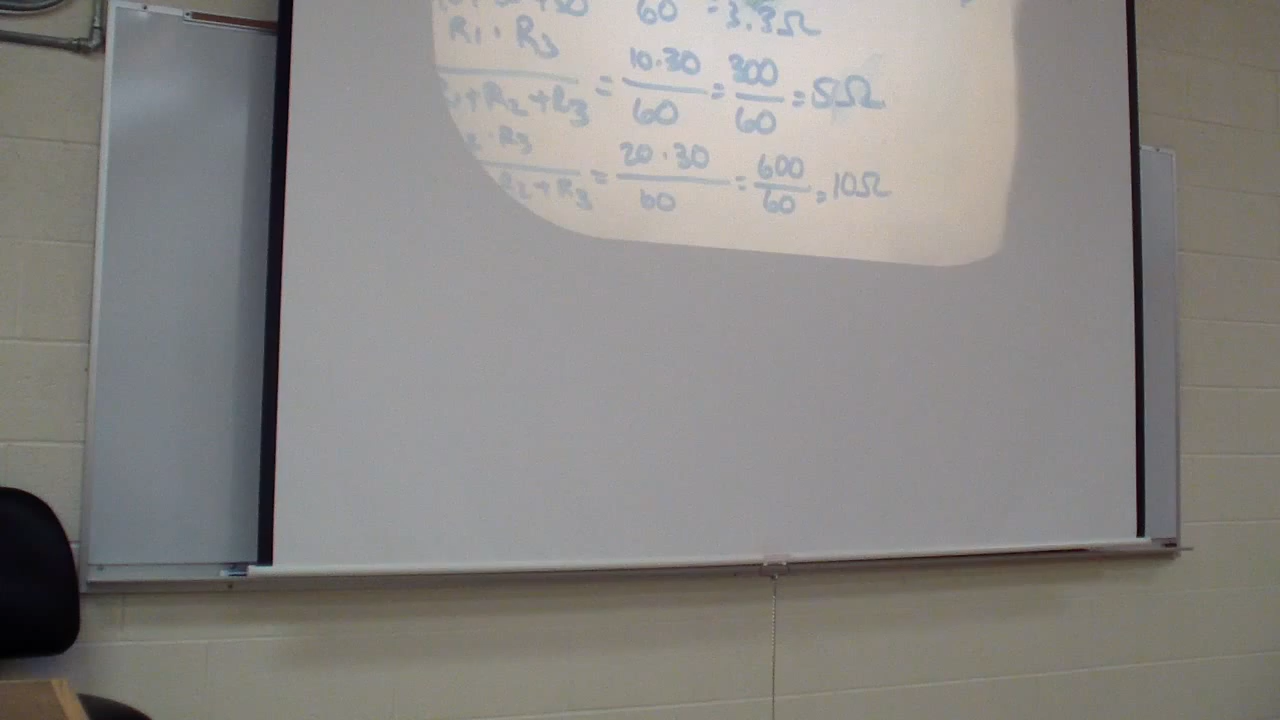 60 = 3.3Ω
R1 · R3 / +R2+R3 = 10·30 / 60 = 300 / 60 = 5Ω
· R3 / R2+R3 = 20·30 / 60 = 600 / 60 = 10Ω